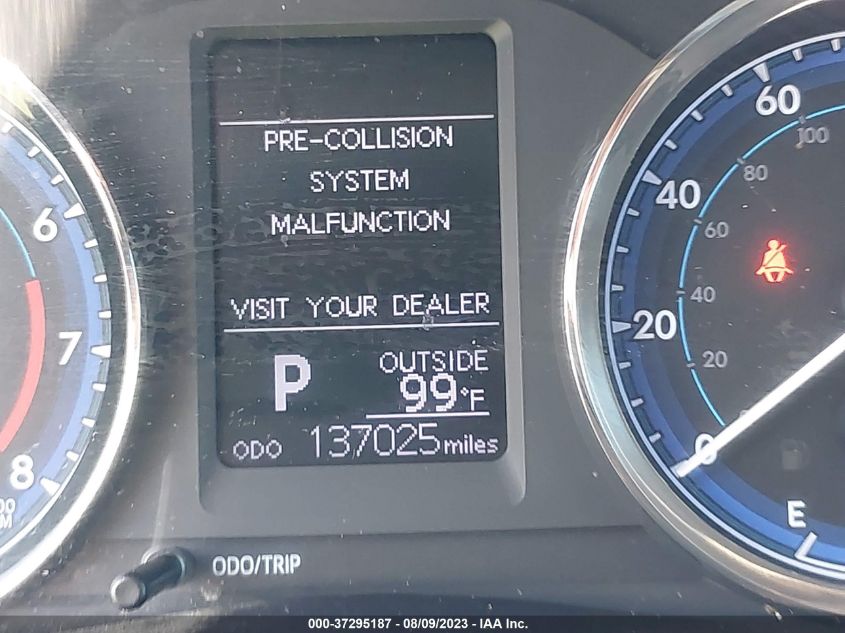 PRE-COLLISION
SYSTEM
MALFUNCTION
VISIT YOUR DEALER
P
OUTSIDE
99°F
ODO 137025 miles
6
7
8
60
100
40
80
60
20
40
20
0
E
ODO/TRIP
000-37295187 - 08/09/2023 - IAA Inc.